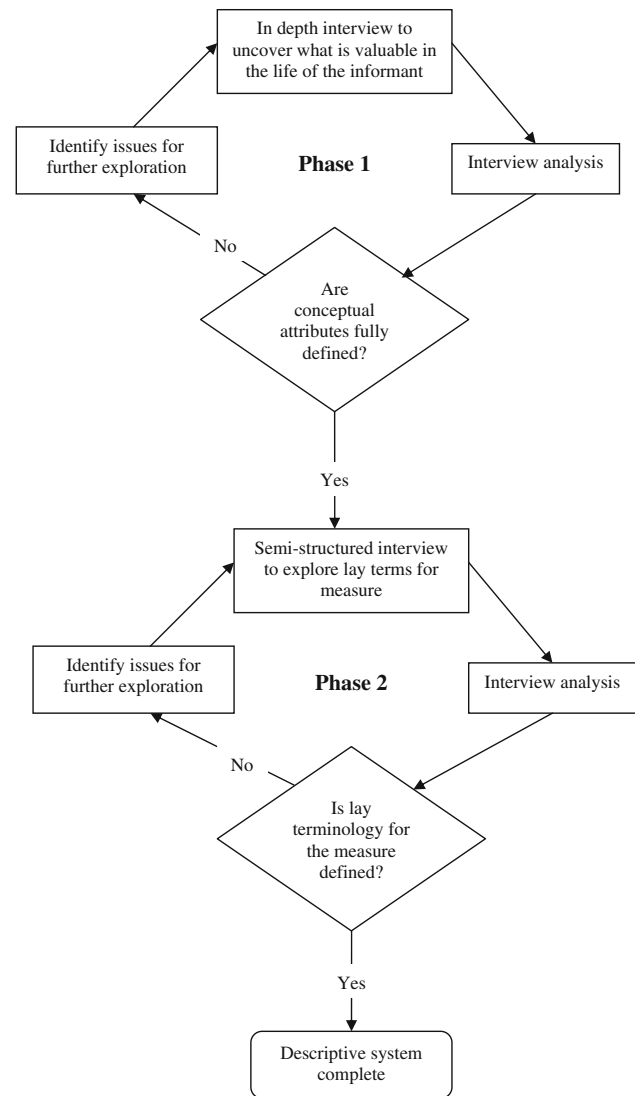 In depth interview to
uncover what is valuable in
the life of the informant
Identify issues for
further exploration
Phase 1
Interview analysis
No
Are
conceptual
attributes fully
defined?
Yes
Semi-structured interview
to explore lay terms for
measure
Identify issues for
further exploration
Phase 2
Interview analysis
No
Is lay
terminology for
the measure
defined?
Yes
Descriptive system
complete